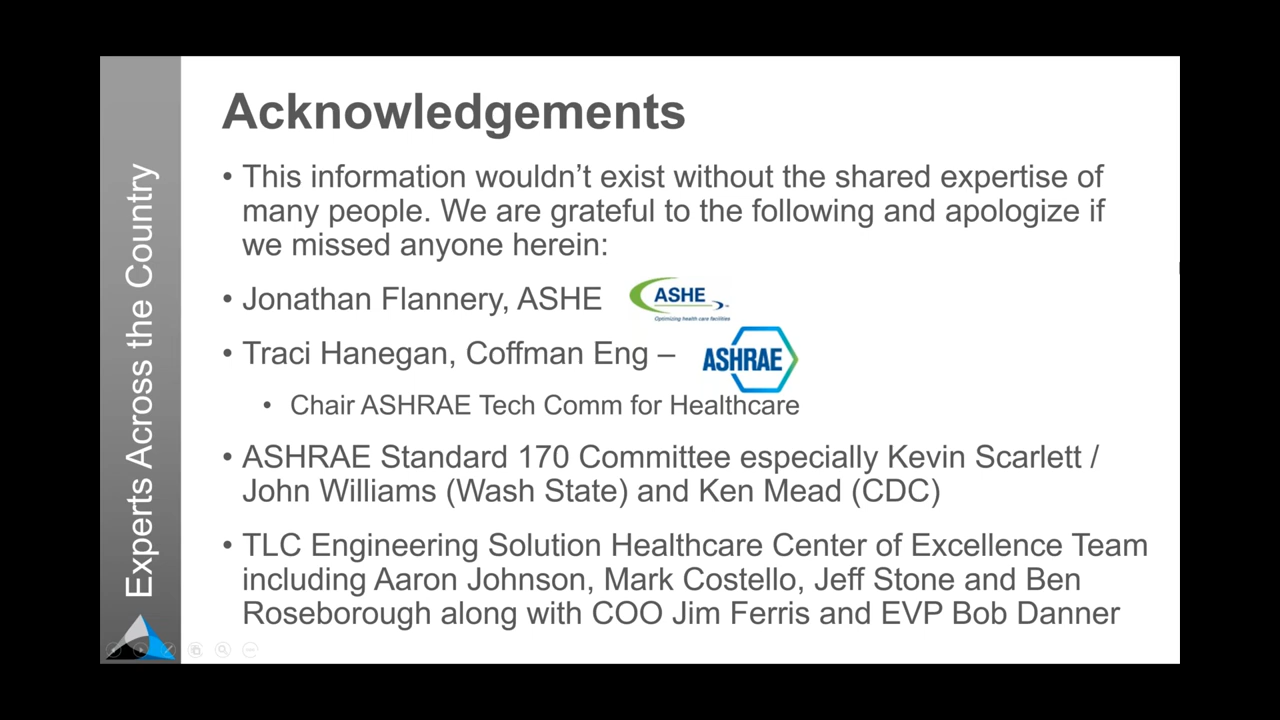 Experts Across the Country
Acknowledgements
• This information wouldn’t exist without the shared expertise of
many people. We are grateful to the following and apologize if
we missed anyone herein:
• Jonathan Flannery, ASHE
ASHE
Optimizing health care facilities
• Traci Hanegan, Coffman Eng –
ASHRAE
• Chair ASHRAE Tech Comm for Healthcare
• ASHRAE Standard 170 Committee especially Kevin Scarlett /
John Williams (Wash State) and Ken Mead (CDC)
• TLC Engineering Solution Healthcare Center of Excellence Team
including Aaron Johnson, Mark Costello, Jeff Stone and Ben
Roseborough along with COO Jim Ferris and EVP Bob Danner